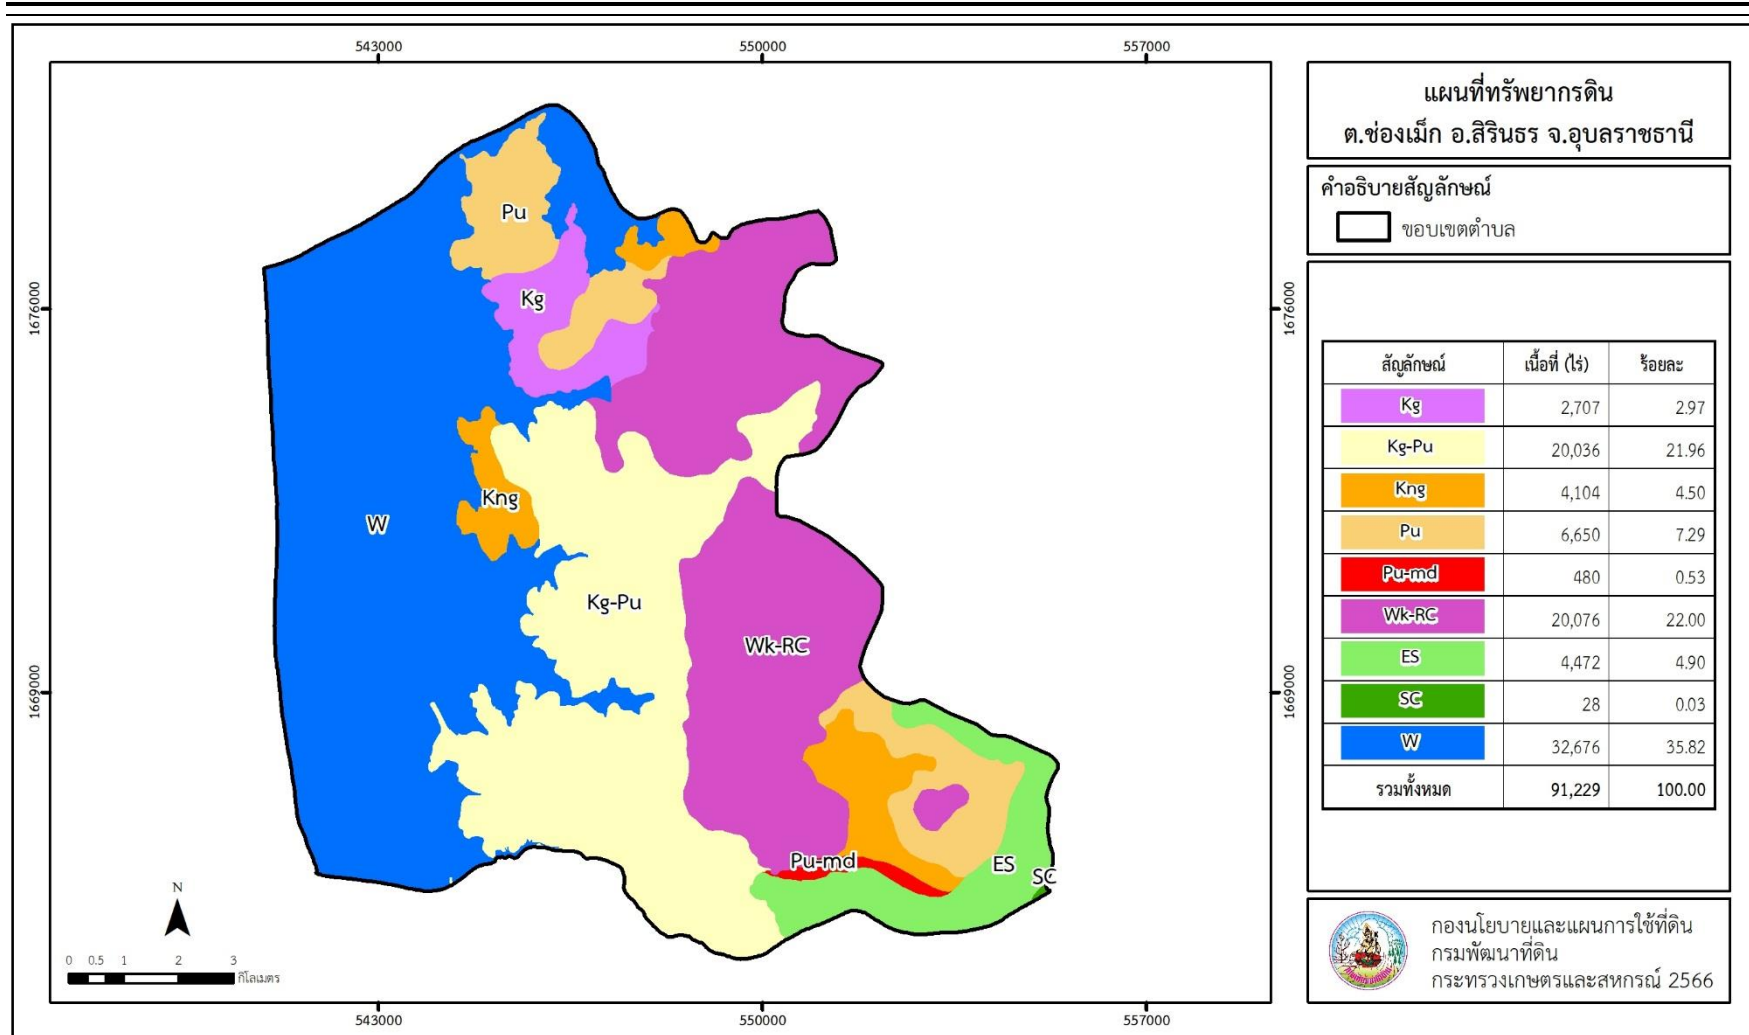 543000
550000
557000
แผนที่ทรัพยากรดิน
ต.ช่องเม็ก อ.สิรินธร จ.อุบลราชธานี
คำอธิบายสัญลักษณ์
ขอบเขตตำบล
1676000
1676000
1669000
1669000
Pu
Kg
Kng
W
Kg-Pu
Wk-RC
Pu-md
ES
SC
สัญลักษณ์ เนื้อที่ (ไร่) ร้อยละ
Kg 2,707 2.97
Kg-Pu 20,036 21.96
Kng 4,104 4.50
Pu 6,650 7.29
Pu-md 480 0.53
Wk-RC 20,076 22.00
ES 4,472 4.90
SC 28 0.03
W 32,676 35.82
รวมทั้งหมด 91,229 100.00
N
0 0.5 1 2 3
กิโลเมตร
543000
550000
557000
กองนโยบายและแผนการใช้ที่ดิน
กรมพัฒนาที่ดิน
กระทรวงเกษตรและสหกรณ์ 2566